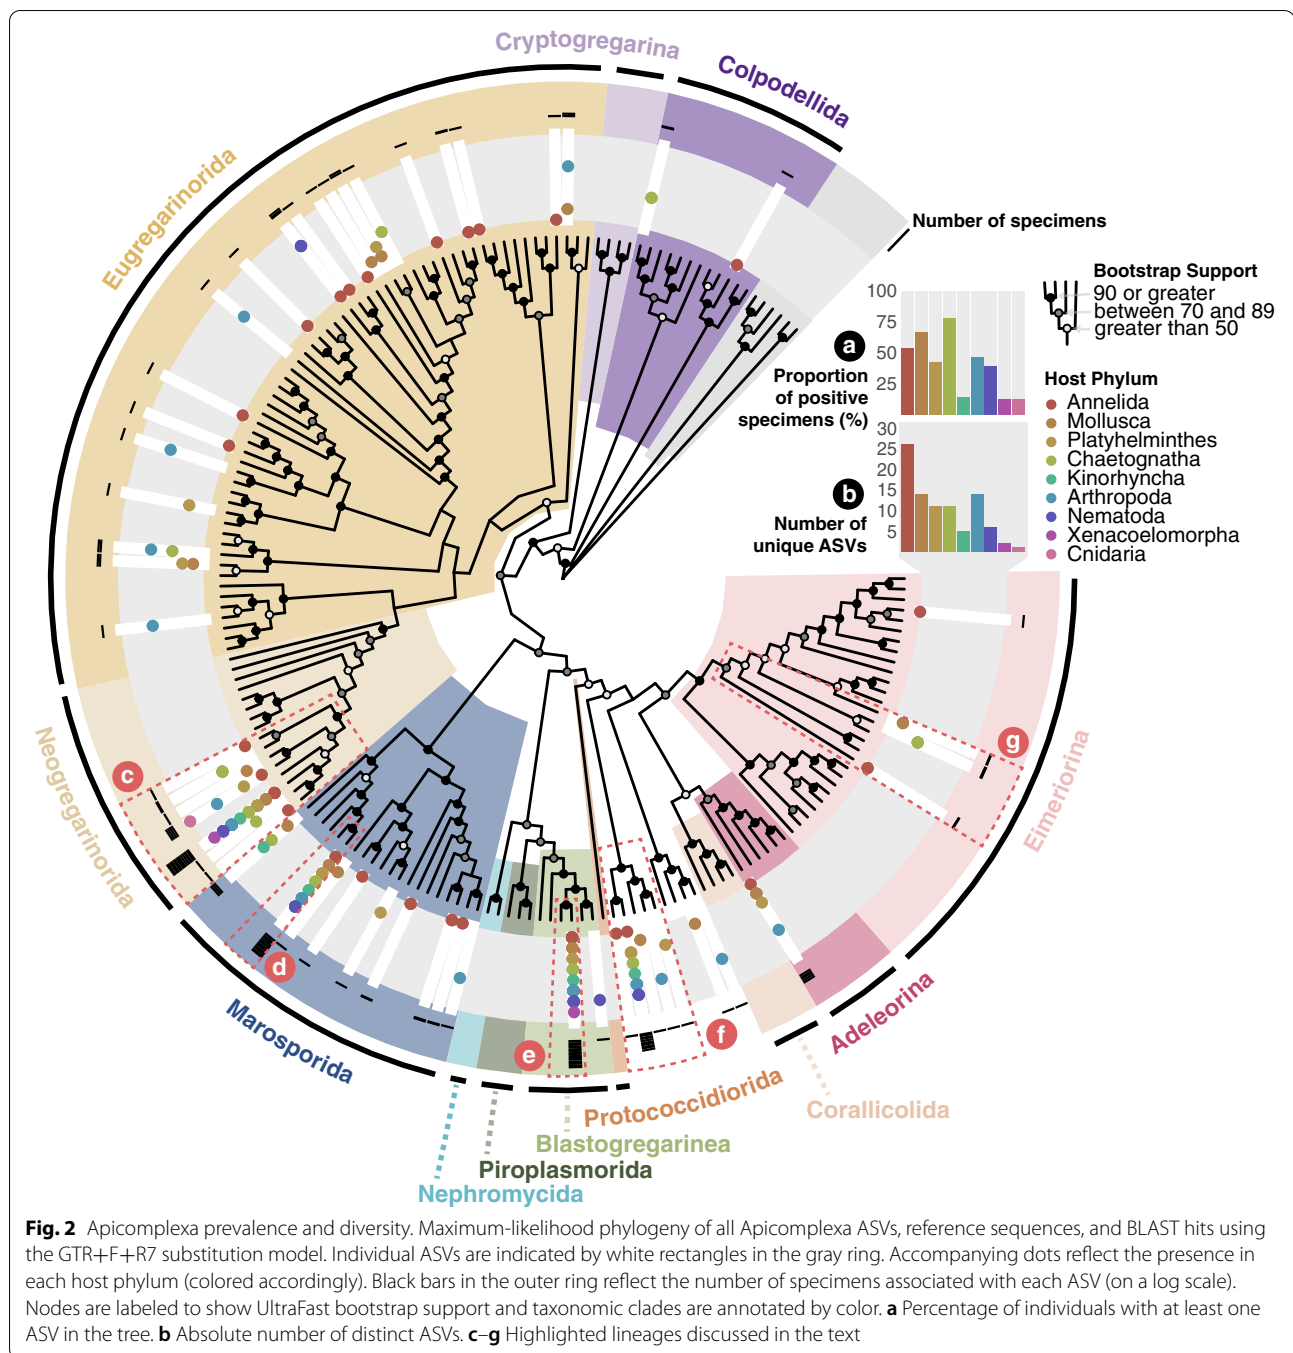 Cryptogregarina
Colpodellida
Eugregarinorida
Number of specimens
Bootstrap Support
90 or greater
between 70 and 89
greater than 50
100
75
50
25
a
Proportion
of positive
specimens (%)
30
25
20
15
10
5
b
Number of
unique ASVs
Host Phylum
Annelida
Mollusca
Platyhelminthes
Chaetognatha
Kinorhyncha
Arthropoda
Nematoda
Xenacoelomorpha
Cnidaria
c
Neogregarinorida
d
Marosporida
e
f
g
Eimeriorina
Adeleorina
Corallicolida
Protococcidiorida
Blastogregarinea
Piroplasmorida
Nephromycida
Fig. 2 Apicomplexa prevalence and diversity. Maximum-likelihood phylogeny of all Apicomplexa ASVs, reference sequences, and BLAST hits using
the GTR+F+R7 substitution model. Individual ASVs are indicated by white rectangles in the gray ring. Accompanying dots reflect the presence in
each host phylum (colored accordingly). Black bars in the outer ring reflect the number of specimens associated with each ASV (on a log scale).
Nodes are labeled to show UltraFast bootstrap support and taxonomic clades are annotated by color. a Percentage of individuals with at least one
ASV in the tree. b Absolute number of distinct ASVs. c–g Highlighted lineages discussed in the text